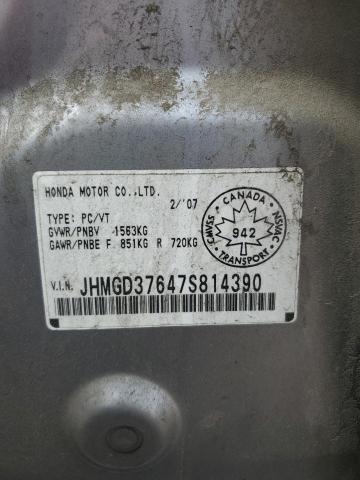 HONDA MOTOR CO.,LTD.
2/'07
TYPE: PC/VT
GVWR/PNBV 1563KG
GAWR/PNBE F 851KG R 720KG
CANADA
CMVSS
942
NSVAC
TRANSPORT
V.I.N. JHMGD37647S814390